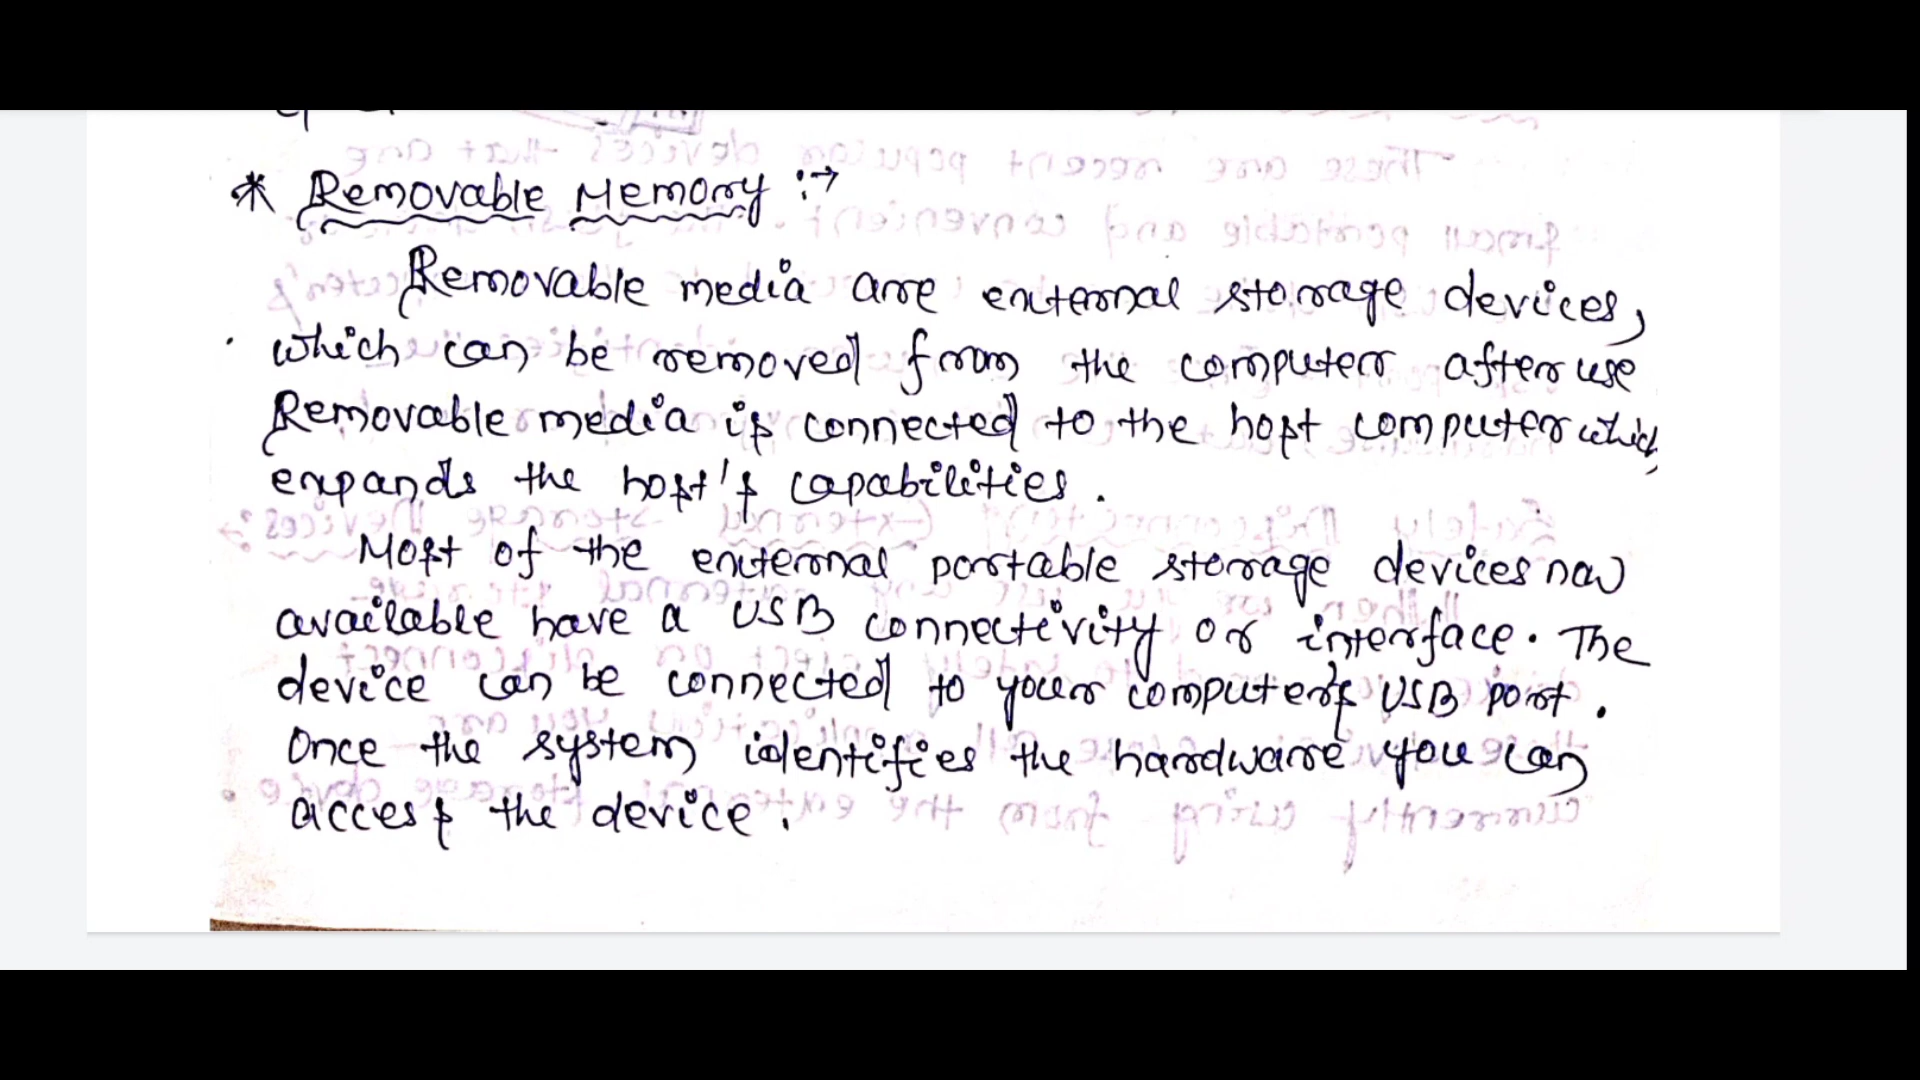 * Removable Memory :→
Removable media are external storage devices,
which can be removed from the computer after use
Removable media is connected to the host computer which
expands the host's capabilities.
Most of the external portable storage devices now
available have a USB connectivity or interface. The
device can be connected to your computer's USB port.
Once the system identifies the hardware you can
access the device.